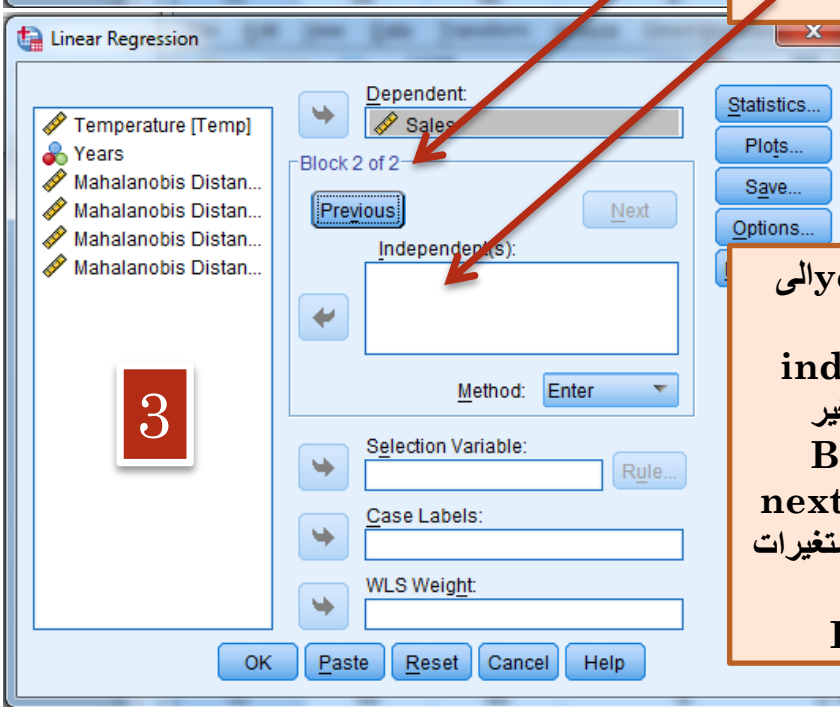 Linear Regression
Temperature [Temp]
Years
Mahalanobis Distan...
Mahalanobis Distan...
Mahalanobis Distan...
Mahalanobis Distan...
3
Dependent:
Sales
Block 2 of 2
Previous
Next
Independent(s):
Method: Enter
Selection Variable:
Rule...
Case Labels:
WLS Weight:
OK Paste Reset Cancel Help
Statistics...
Plots...
Save...
Options...
الى
next